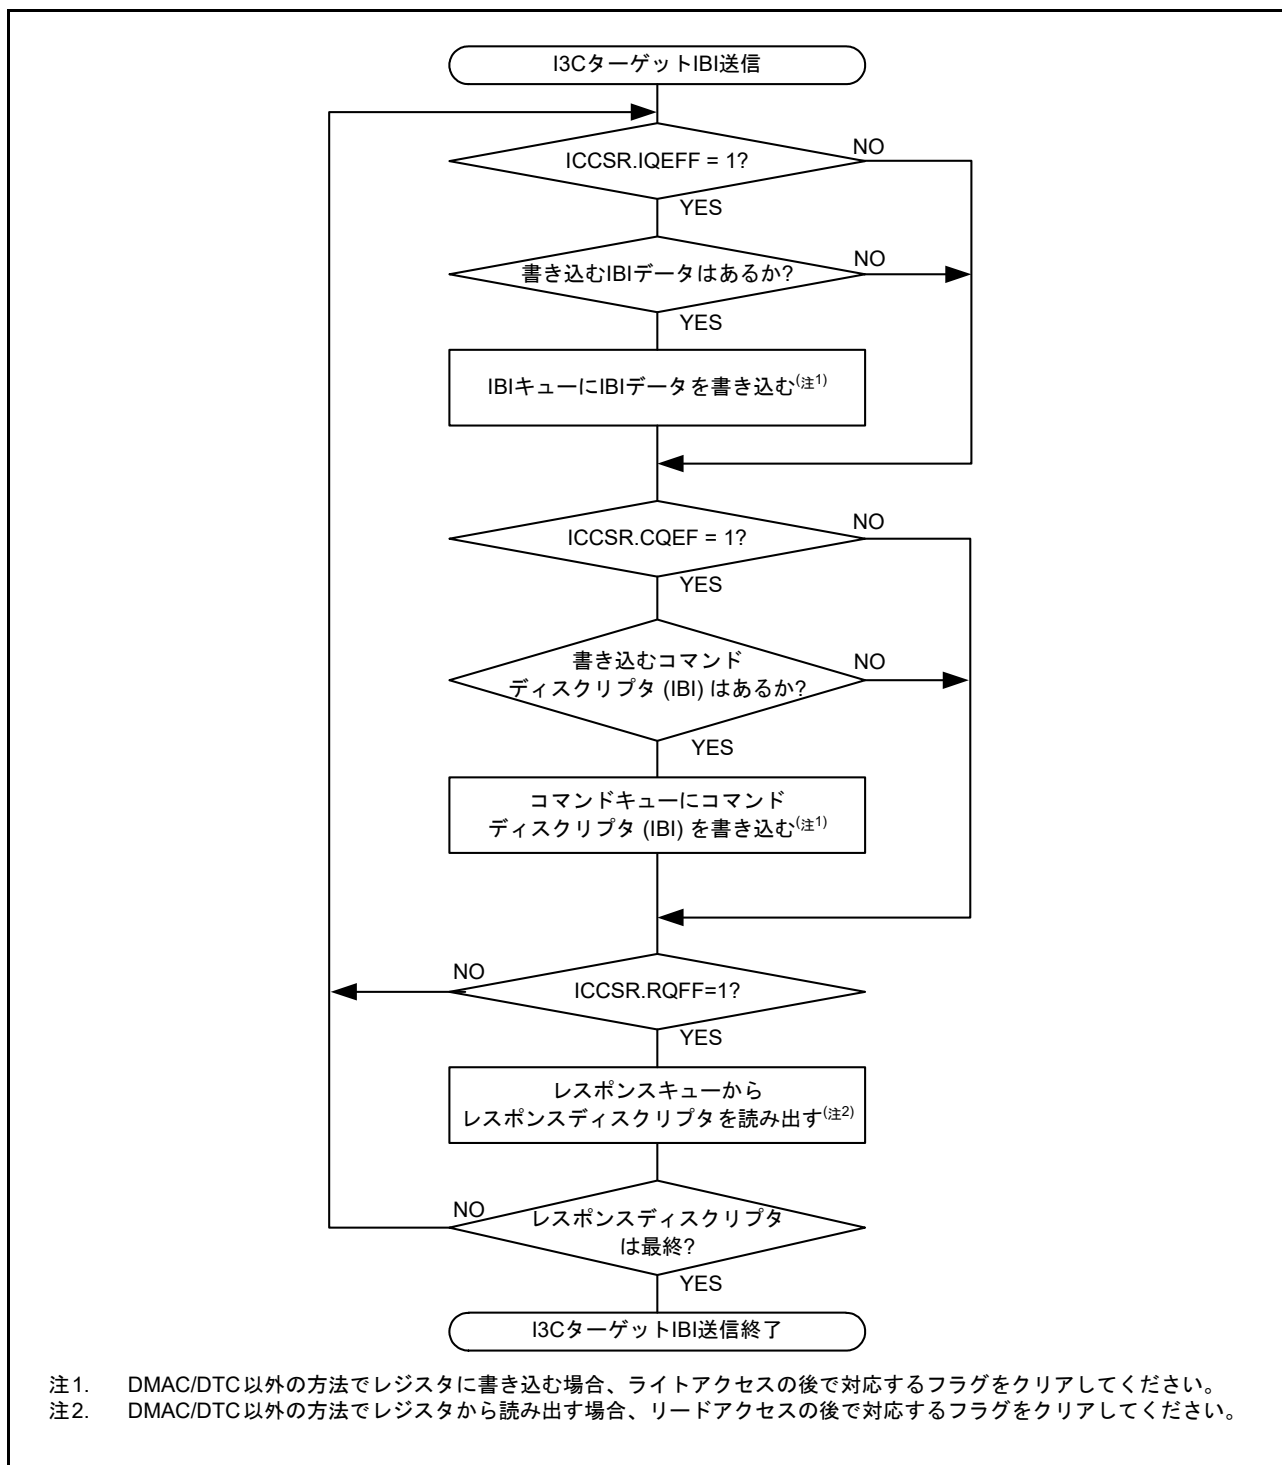 I3CターゲットIBI送信
ICCSR.IQEFF = 1?
NO
YES
書き込むIBIデータはあるか?
NO
YES
IBIキューにIBIデータを書き込む(注1)
ICCSR.CQEF = 1?
NO
YES
書き込むコマンド
ディスクリプタ (IBI) はあるか?
NO
YES
コマンドキューにコマンド
ディスクリプタ (IBI) を書き込む(注1)
NO
ICCSR.RQFF=1?
YES
レスポンスキューから
レスポンスディスクリプタを読み出す(注2)
NO
レスポンスディスクリプタ
は最終?
YES
I3CターゲットIBI送信終了
注1. DMAC/DTC以外の方法でレジスタに書き込む場合、ライトアクセスの後で対応するフラグをクリアしてください。
注2. DMAC/DTC以外の方法でレジスタから読み出す場合、リードアクセスの後で対応するフラグをクリアしてください。